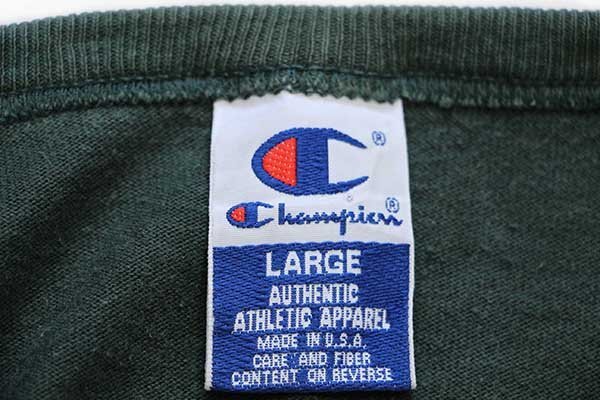 C ®
Champion ®
LARGE
AUTHENTIC
ATHLETIC APPAREL
MADE IN U.S.A.
CARE AND FIBER
CONTENT ON REVERSE